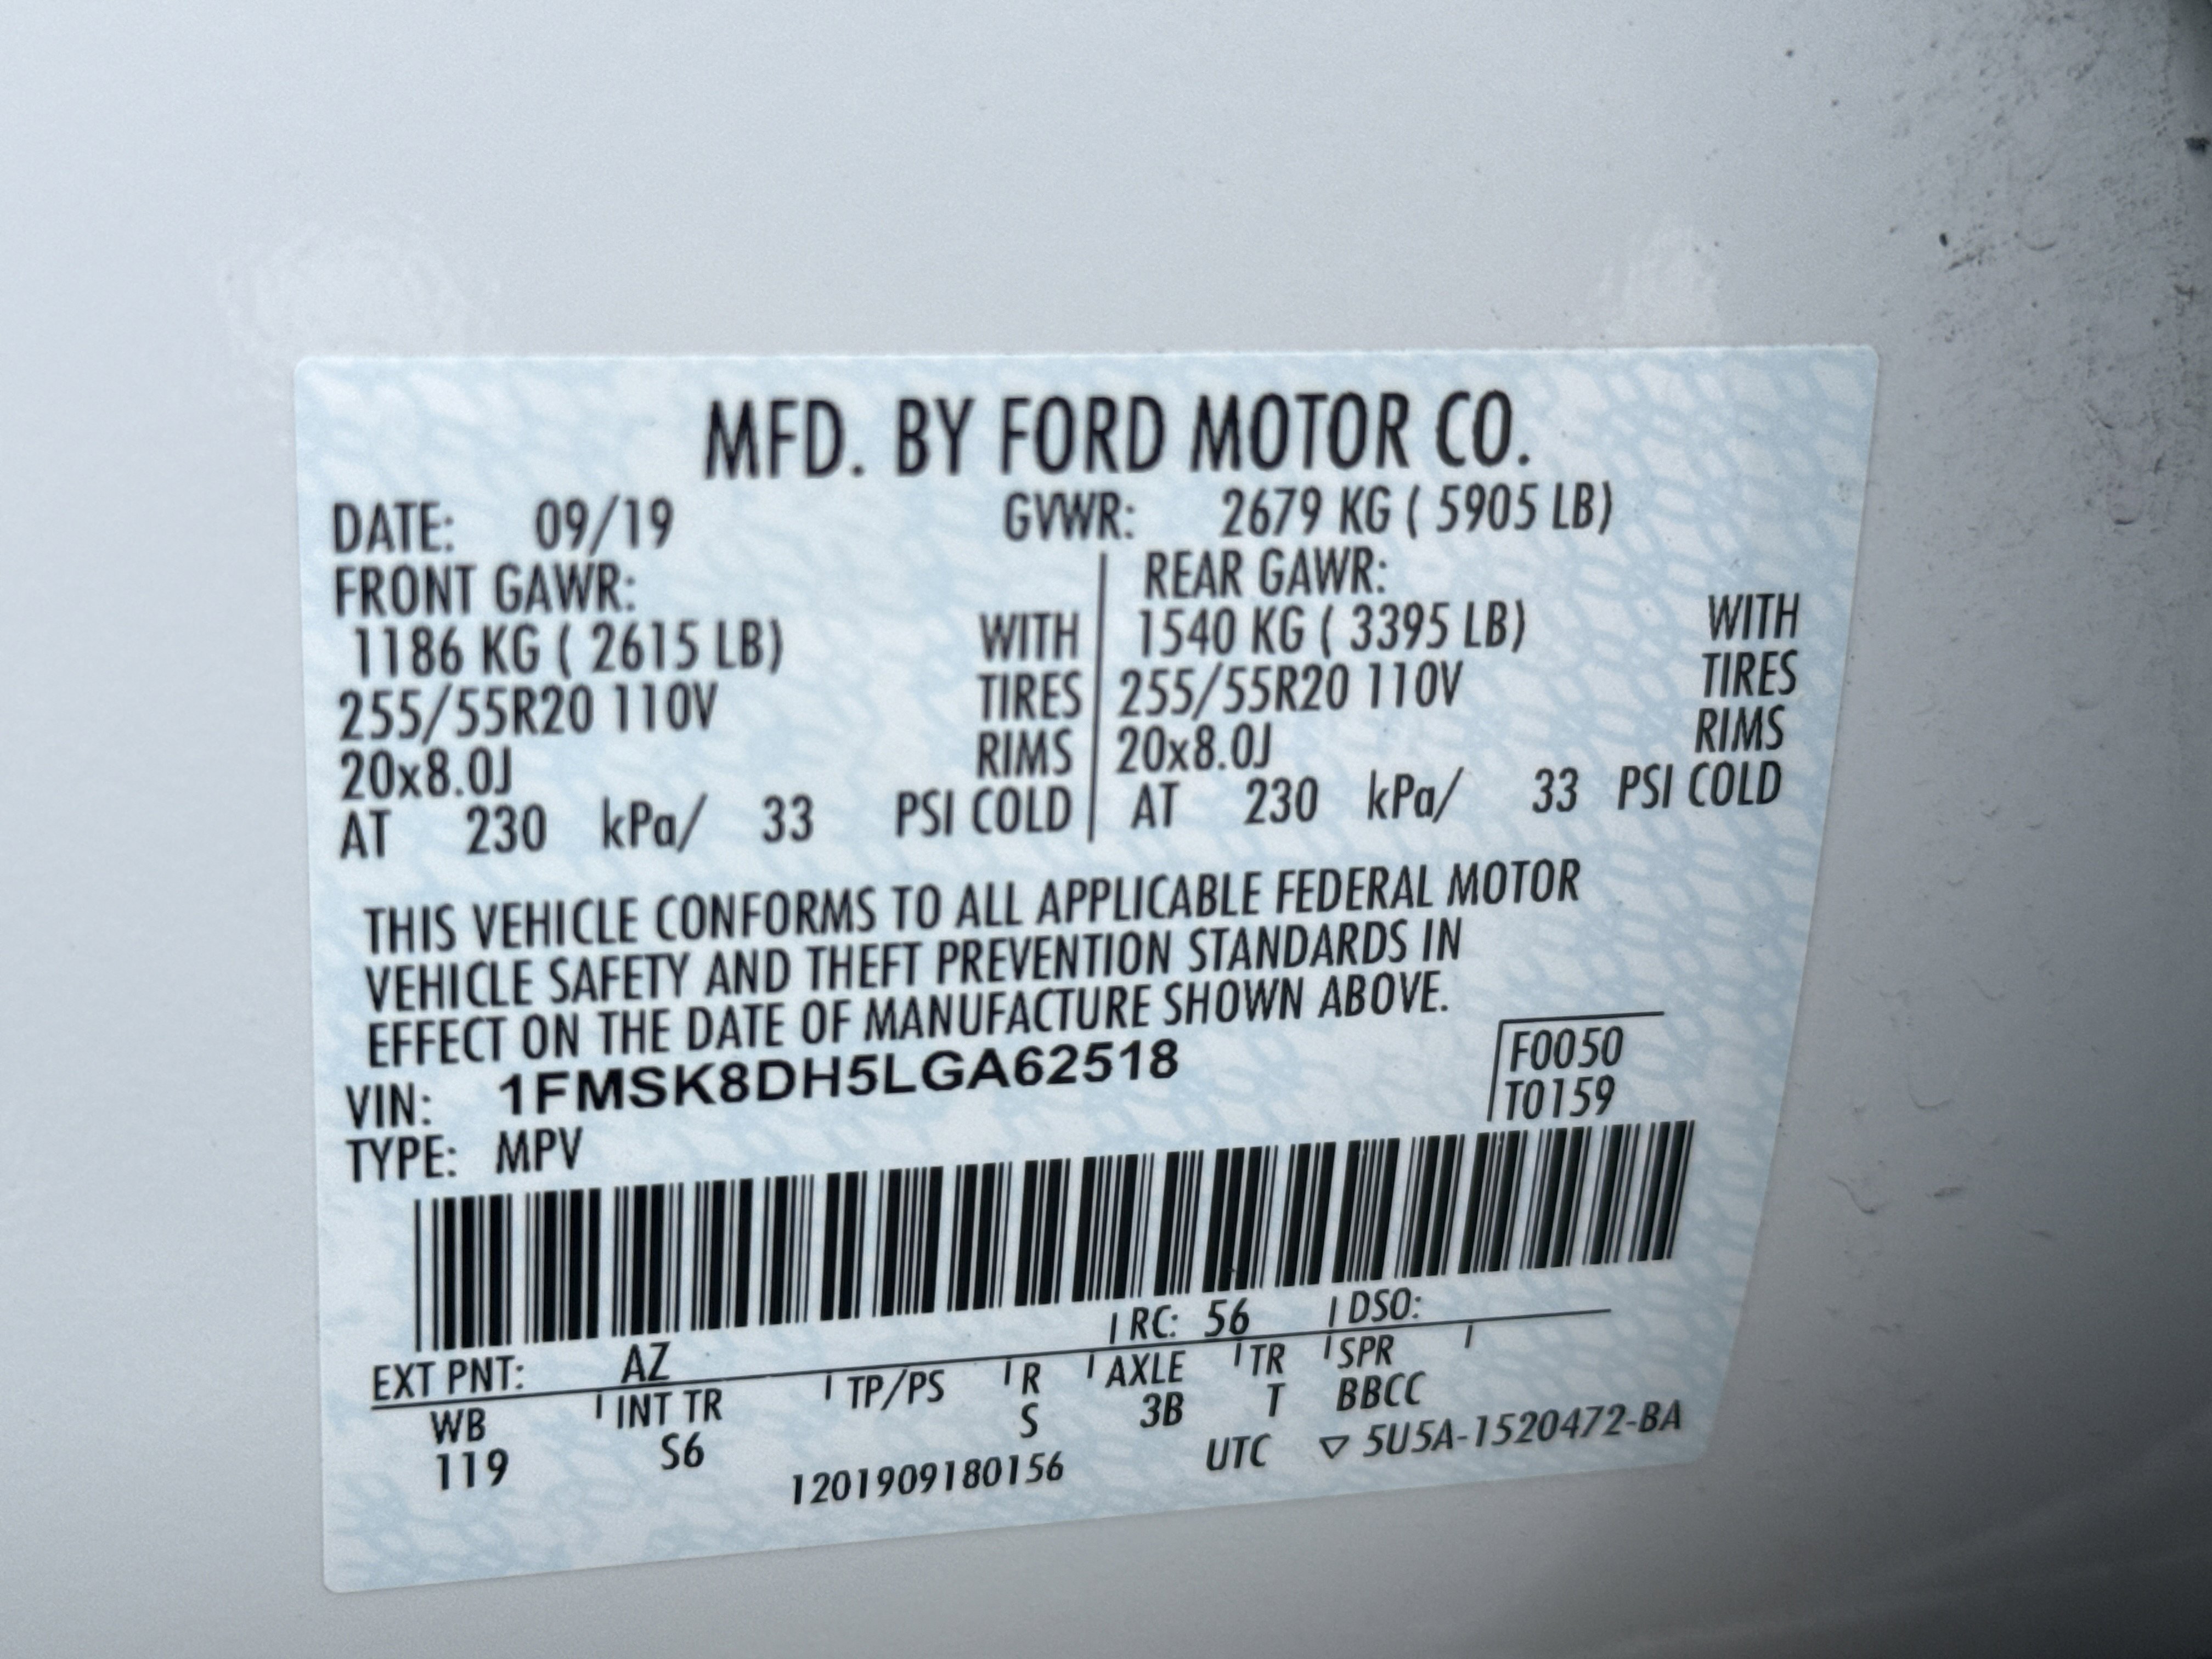 MFD. BY FORD MOTOR CO.
DATE: 09/19 GVWR: 2679 KG ( 5905 LB)
FRONT GAWR: REAR GAWR:
1186 KG ( 2615 LB) WITH 1540 KG ( 3395 LB) WITH
255/55R20 110V TIRES 255/55R20 110V TIRES
20x8.0J RIMS 20x8.0J RIMS
AT 230 kPa/ 33 PSI COLD AT 230 kPa/ 33 PSI COLD
THIS VEHICLE CONFORMS TO ALL APPLICABLE FEDERAL MOTOR
VEHICLE SAFETY AND THEFT PREVENTION STANDARDS IN
EFFECT ON THE DATE OF MANUFACTURE SHOWN ABOVE.
VIN: 1FMSK8DH5LGA62518 F0050
TYPE: MPV T0159
EXT PNT: AZ RC: 56 DSO:
WB INT TR TP/PS R AXLE TR SPR
119 S6 S 3B T BBCC
1201909180156 UTC ▽ 5U5A-1520472-BA